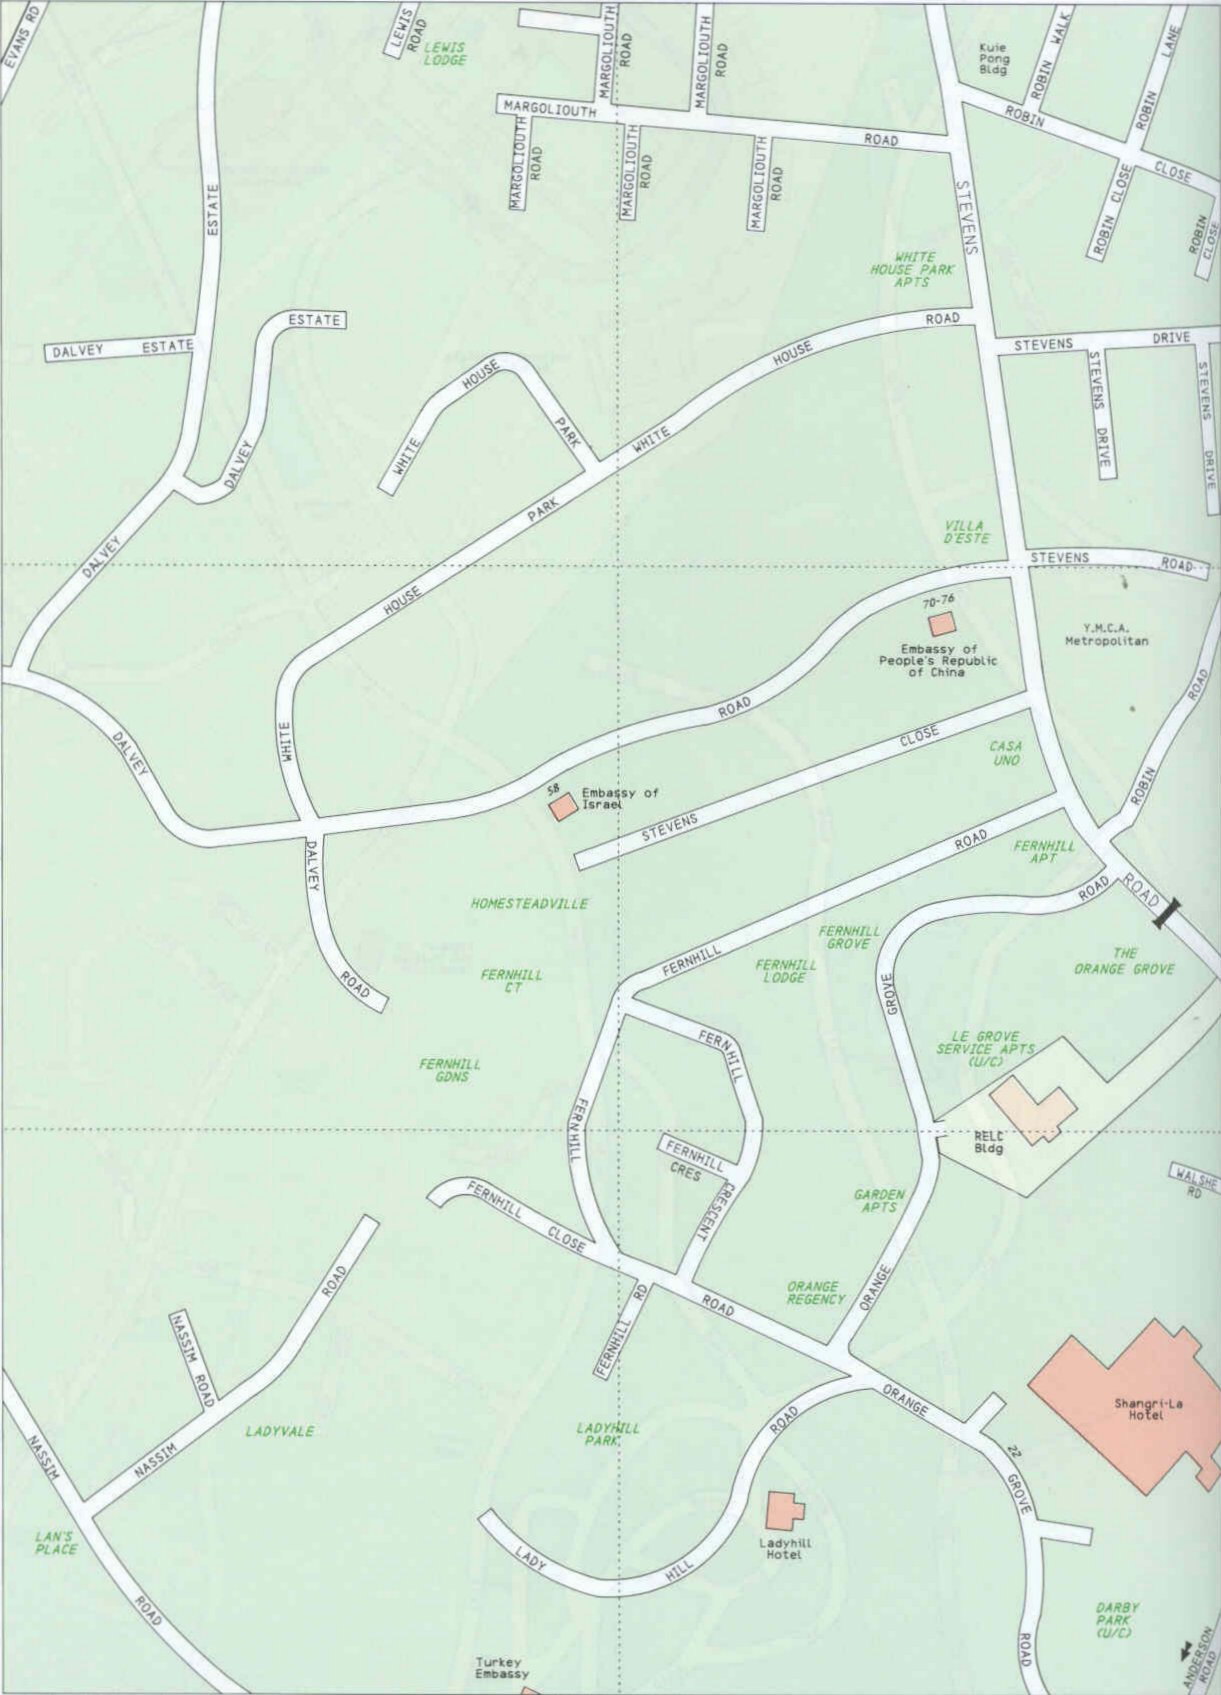 EVANS RD
LEWIS
ROAD
LEWIS
LODGE
MARGOLIOUTH
ROAD
MARGOLIOUTH
ROAD
Kuie
Pong
Bldg
ROBIN WALK
ROBIN LANE
MARGOLIOUTH
ROAD
ROBIN
CLOSE
MARGOLIOUTH
ROAD
MARGOLIOUTH
ROAD
MARGOLIOUTH
ROAD
ROBIN CLOSE
ROBIN
CLOSE
STEVENS
ESTATE
WHITE
HOUSE PARK
APTS
DALVEY ESTATE
ESTATE
DALVEY
ROAD
HOUSE
WHITE
STEVENS DRIVE
STEVENS DRIVE
STEVENS DRIVE
HOUSE
PARK
WHITE
PARK
HOUSE
WHITE
DALVEY
VILLA
D'ESTE
STEVENS ROAD
70-76
Embassy of
People's Republic
of China
Y.M.C.A.
Metropolitan
ROAD
ROBIN
DALVEY
ROAD
CLOSE
STEVENS
CASA
UNO
58
Embassy of
Israel
DALVEY
ROAD
ROAD
FERNHILL
FERNHILL
APT
ROAD
ROAD
HOMESTEADVILLE
FERNHILL
GROVE
FERNHILL
LODGE
FERNHILL
CT
THE
ORANGE GROVE
GROVE
FERNHILL
GDNS
LE GROVE
SERVICE APTS
(U/C)
FERNHILL
FERNHILL
RELC
Bldg
FERNHILL
CRES
CRESCENT
WALSHE
RD
GARDEN
APTS
FERNHILL CLOSE
ROAD
ORANGE
REGENCY
ORANGE
FERNHILL RD
ROAD
NASSIM ROAD
NASSIM
LADYVALE
LADYHILL
PARK
ROAD
ORANGE
22
GROVE
Shangri-La
Hotel
NASSIM
LAN'S
PLACE
LADY
HILL
Ladyhill
Hotel
ROAD
ROAD
DARBY
PARK
(U/C)
ANDERSON
ROAD
Turkey
Embassy